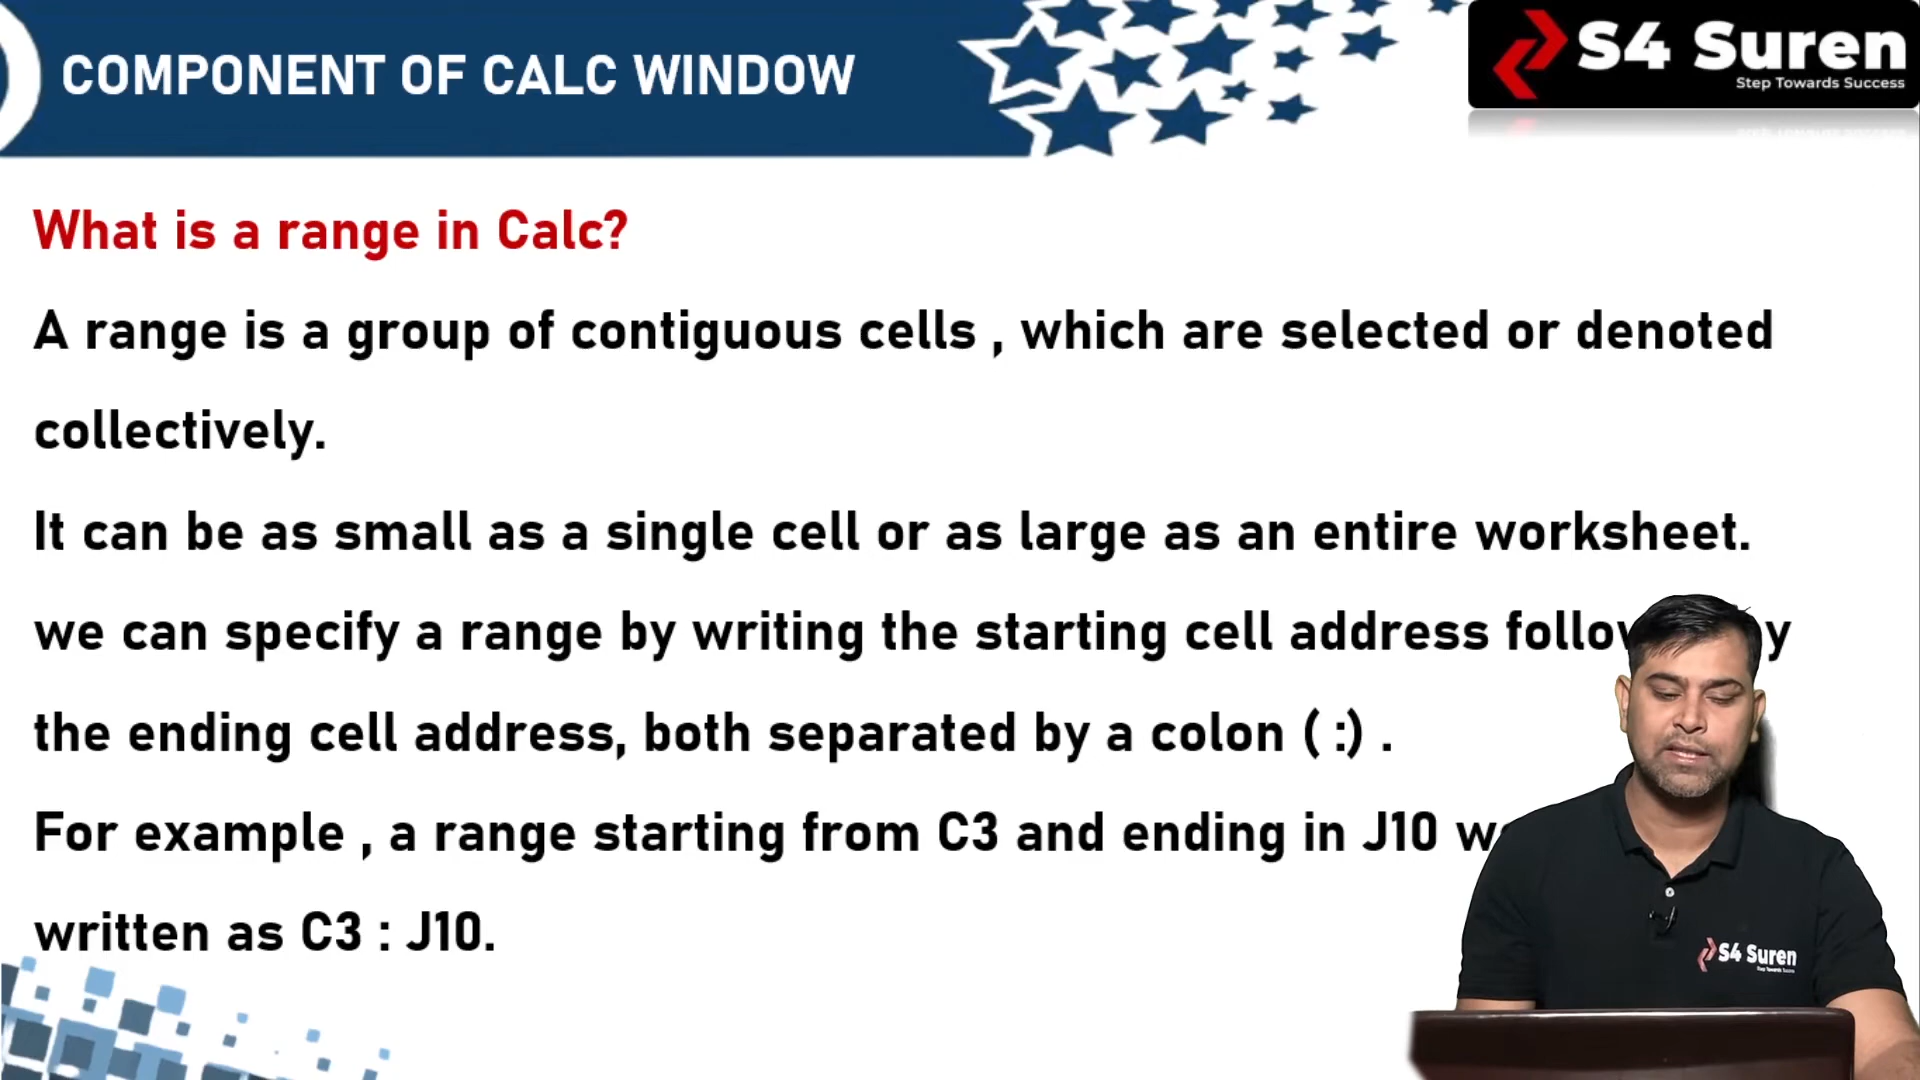 COMPONENT OF CALC WINDOW
S4 Suren
Step Towards Success
What is a range in Calc?
A range is a group of contiguous cells , which are selected or denoted
collectively.
It can be as small as a single cell or as large as an entire worksheet.
we can specify a range by writing the starting cell address
the ending cell address, both separated by a colon ( :) .
For example , a range starting from C3 and ending in J10
written as C3 : J10.
S4 Suren